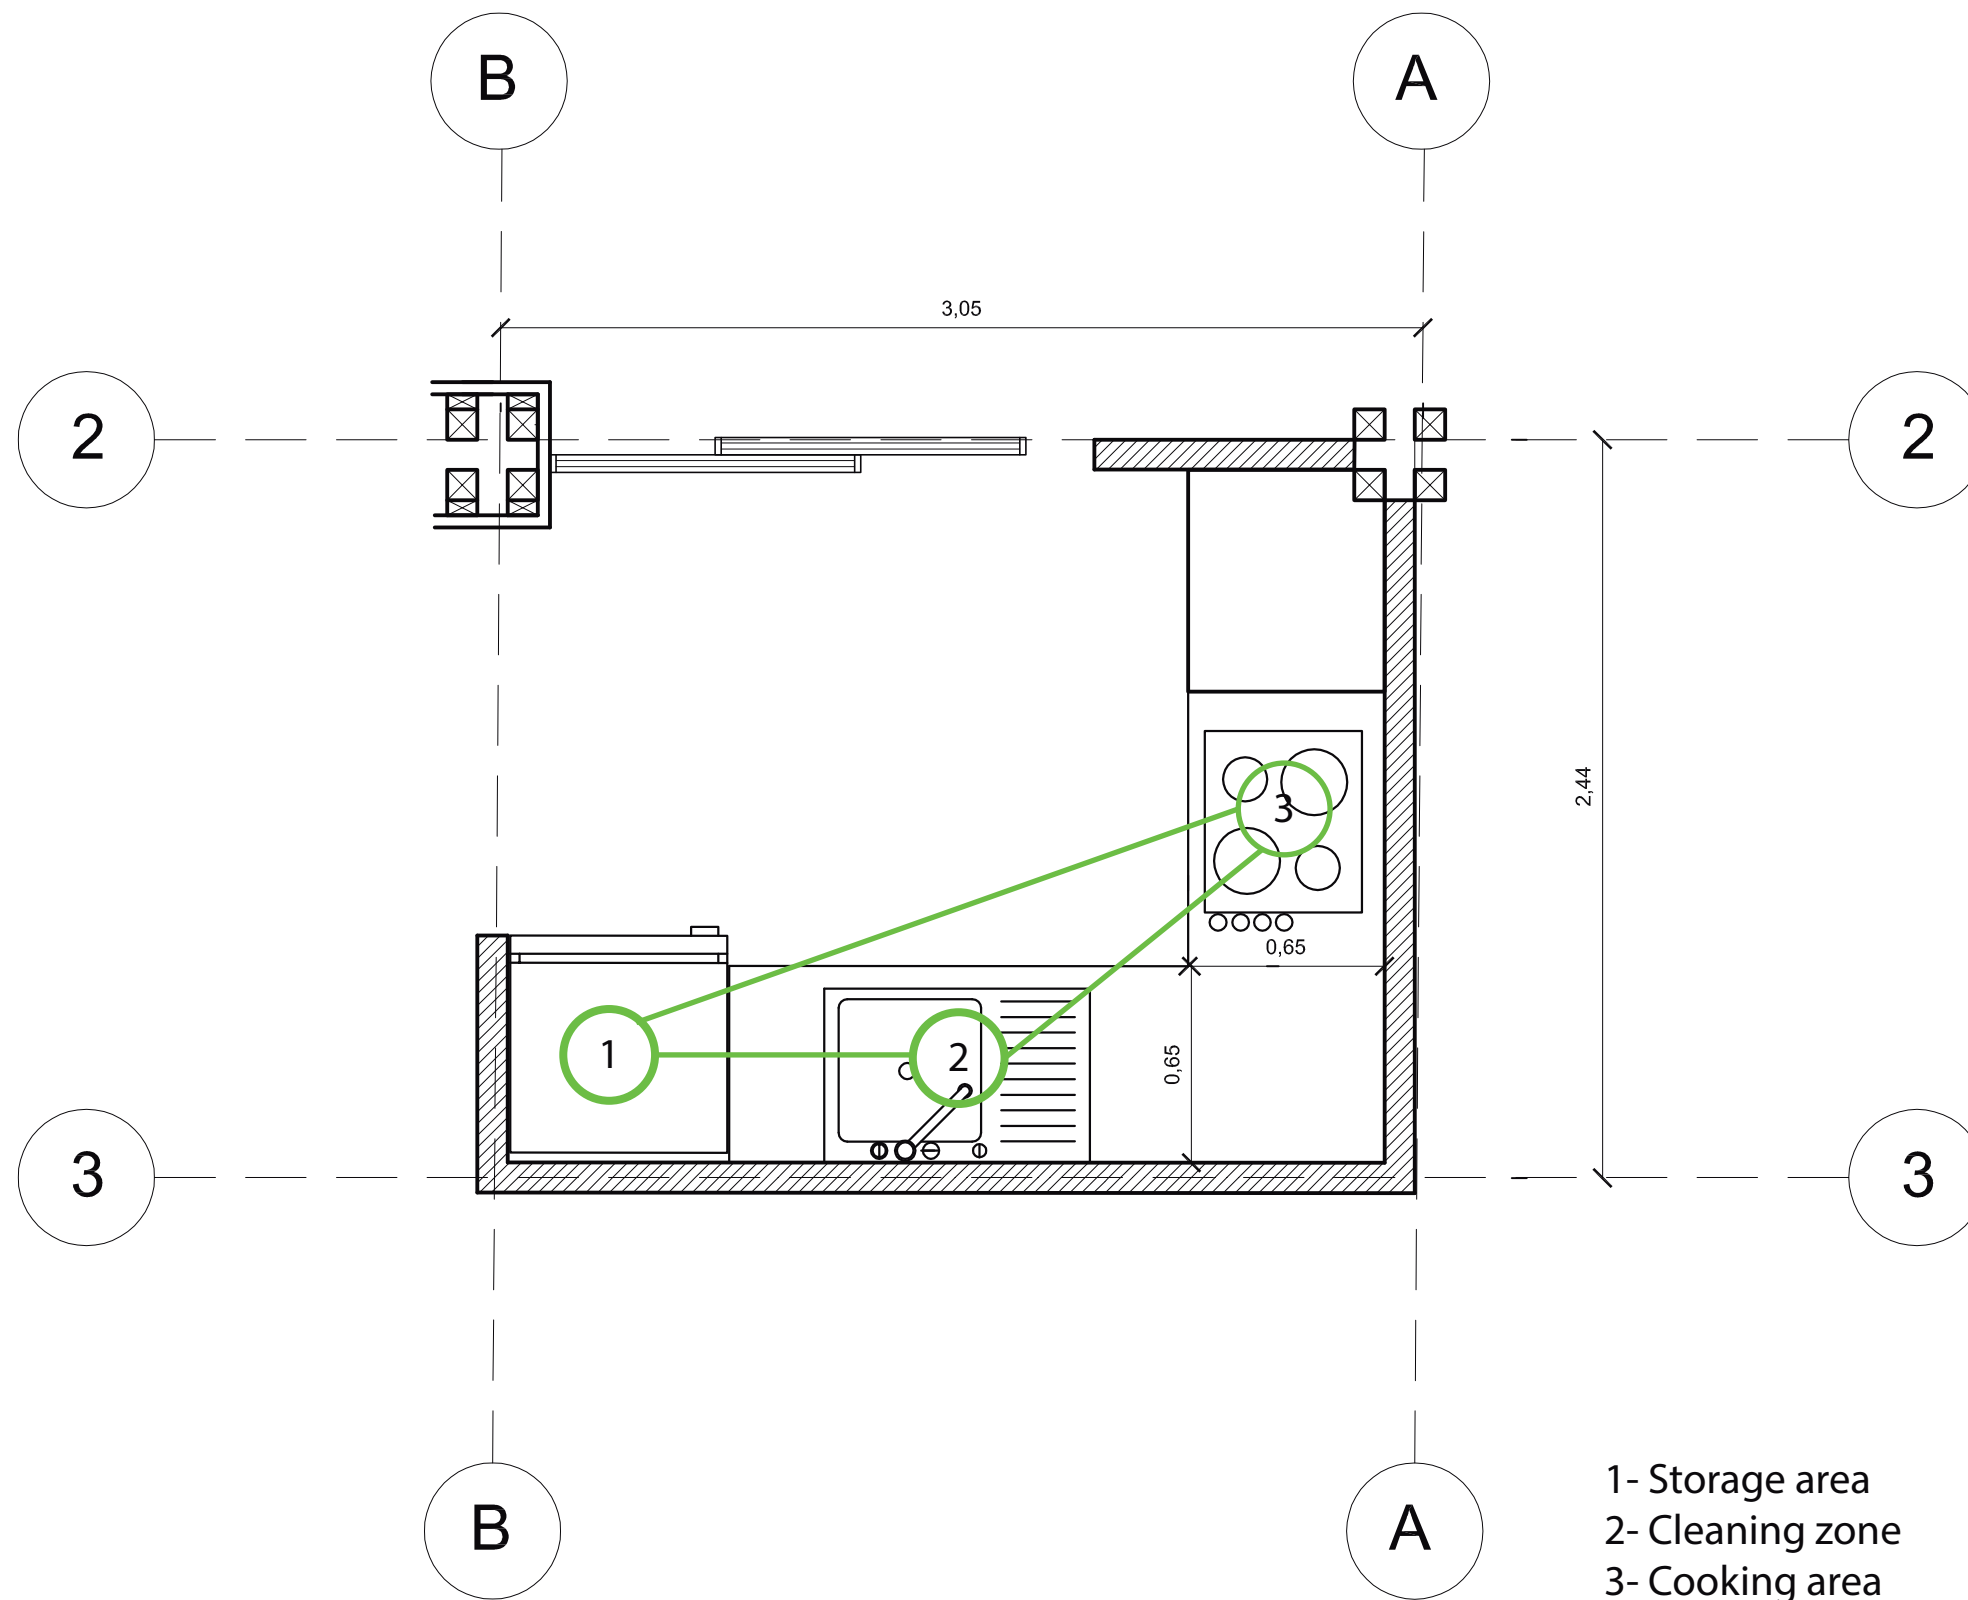 B
A
3,05
2
2
2,44
3
0,65
1
2
0,65
3
3
B
A
1- Storage area
2- Cleaning zone
3- Cooking area